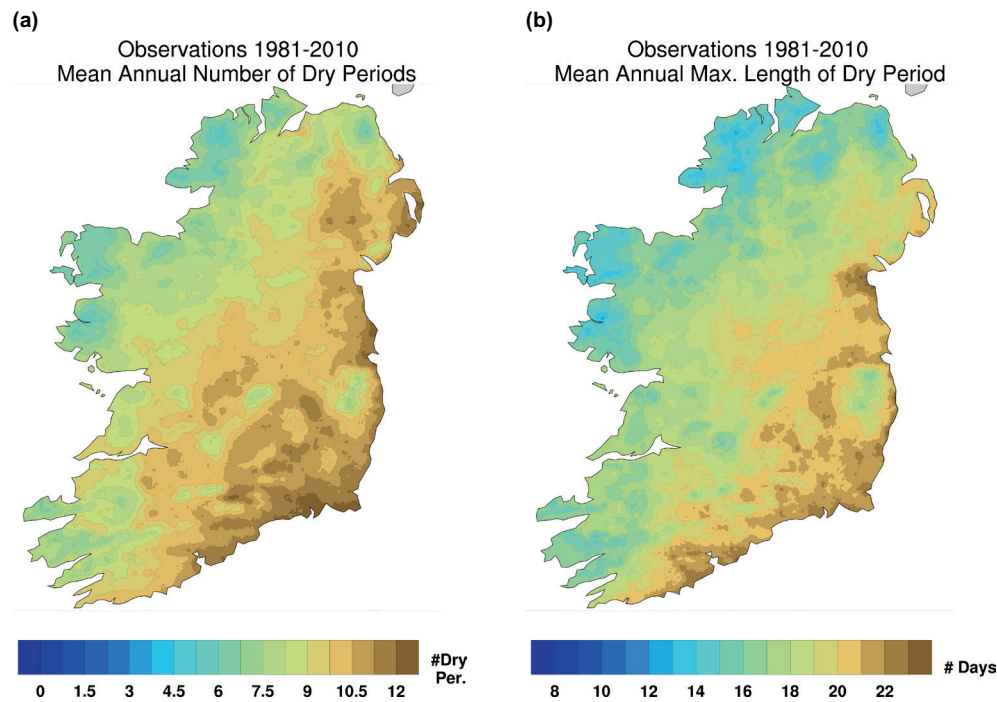 (a)
Observations 1981-2010
Mean Annual Number of Dry Periods
0 1.5 3 4.5 6 7.5 9 10.5 12
#Dry
Per.
(b)
Observations 1981-2010
Mean Annual Max. Length of Dry Period
8 10 12 14 16 18 20 22
# Days